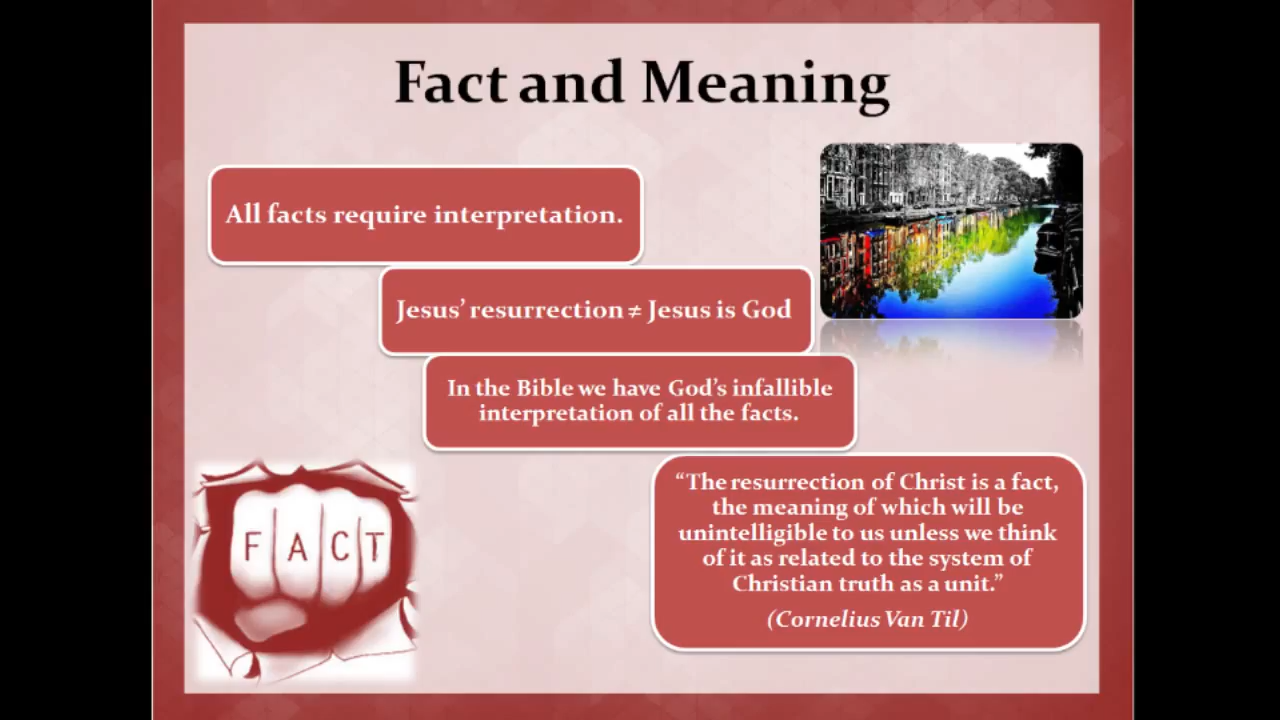 Fact and Meaning
All facts require interpretation.
Jesus’ resurrection ≠ Jesus is God
In the Bible we have God’s infallible
interpretation of all the facts.
“The resurrection of Christ is a fact,
the meaning of which will be
unintelligible to us unless we think
of it as related to the system of
Christian truth as a unit.”
(Cornelius Van Til)
FACT